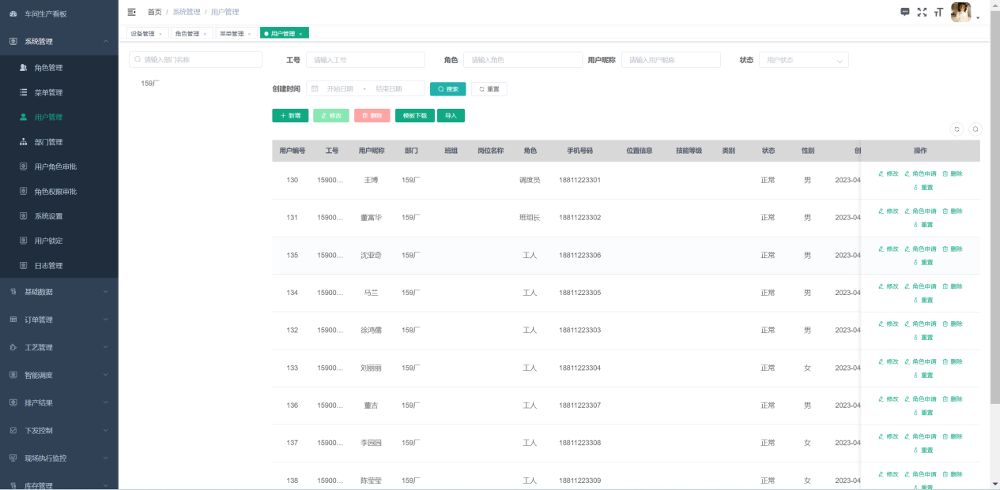 车间生产看板
系统管理
角色管理
菜单管理
用户管理
部门管理
用户角色审批
角色权限审批
系统设置
用户锁定
日志管理
基础数据
订单管理
工艺管理
智能调度
排产结果
下发控制
现场执行监控
库存管理
首页 / 系统管理 / 用户管理
设备管理 × 角色管理 × 菜单管理 × 用户管理 ×
请输入部门名称
159厂
工号 请输入工号 角色 请输入角色 用户昵称 请输入用户昵称 状态 用户状态
创建时间 开始日期 - 结束日期 搜索 重置
+ 新增 修改 删除 模板下载 导入
用户编号 工号 用户昵称 部门 班组 岗位名称 角色 手机号码 位置信息 技能等级 类别 状态 性别 创 操作
130 15900... 王博 159厂 调度员 18811223301 正常 男 2023-04 修改 角色申请 删除
重置
131 15900... 董富华 159厂 班组长 18811223302 正常 男 2023-04 修改 角色申请 删除
重置
135 15900... 沈亚奇 159厂 工人 18811223306 正常 男 2023-04 修改 角色申请 删除
重置
134 15900... 马兰 159厂 工人 18811223305 正常 男 2023-04 修改 角色申请 删除
重置
132 15900... 徐鸿儒 159厂 工人 18811223303 正常 男 2023-04 修改 角色申请 删除
重置
133 15900... 刘丽丽 159厂 工人 18811223304 正常 女 2023-04 修改 角色申请 删除
重置
136 15900... 董吉 159厂 工人 18811223307 正常 男 2023-04 修改 角色申请 删除
重置
137 15900... 李园园 159厂 工人 18811223308 正常 女 2023-04 修改 角色申请 删除
重置
138 15900... 陈莹莹 159厂 工人 18811223309 正常 女 2023-04 修改 角色申请 删除
重置